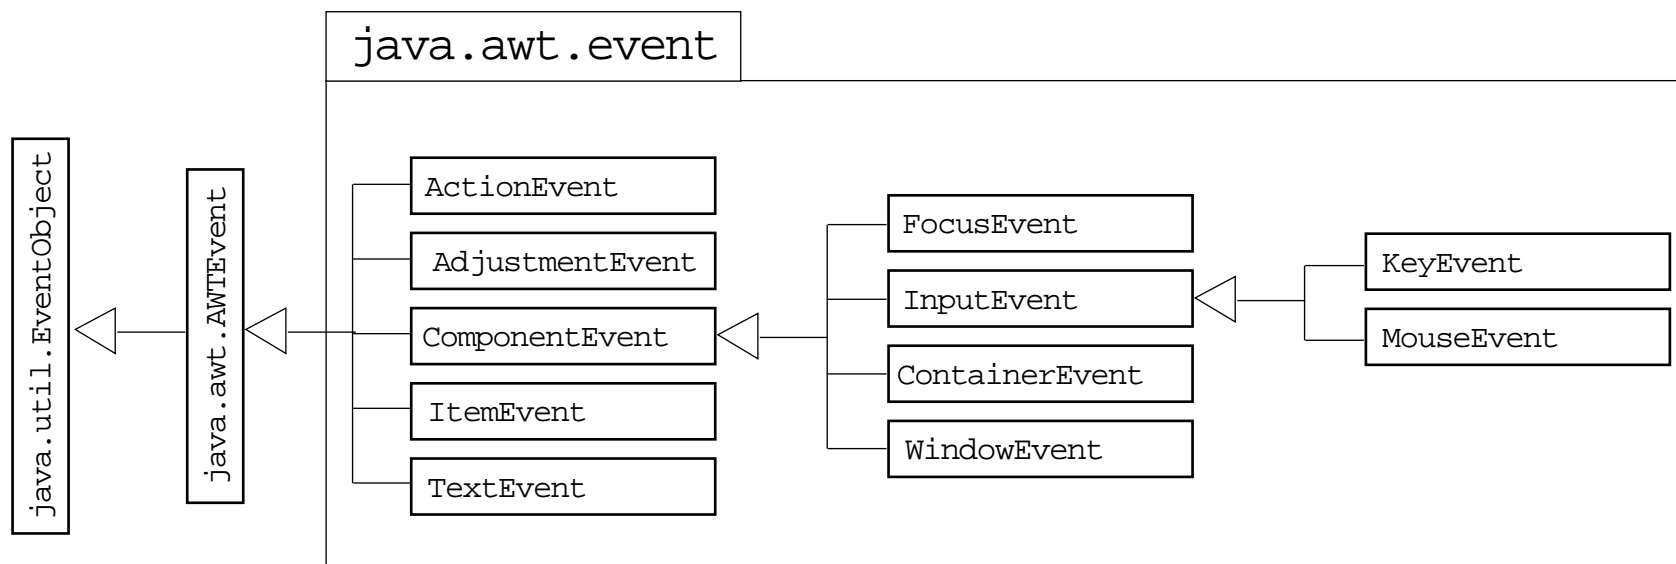 java.awt.event
java.util.EventObject
java.awt.AWTEvent
ActionEvent
AdjustmentEvent
ComponentEvent
ItemEvent
TextEvent
FocusEvent
InputEvent
ContainerEvent
WindowEvent
KeyEvent
MouseEvent